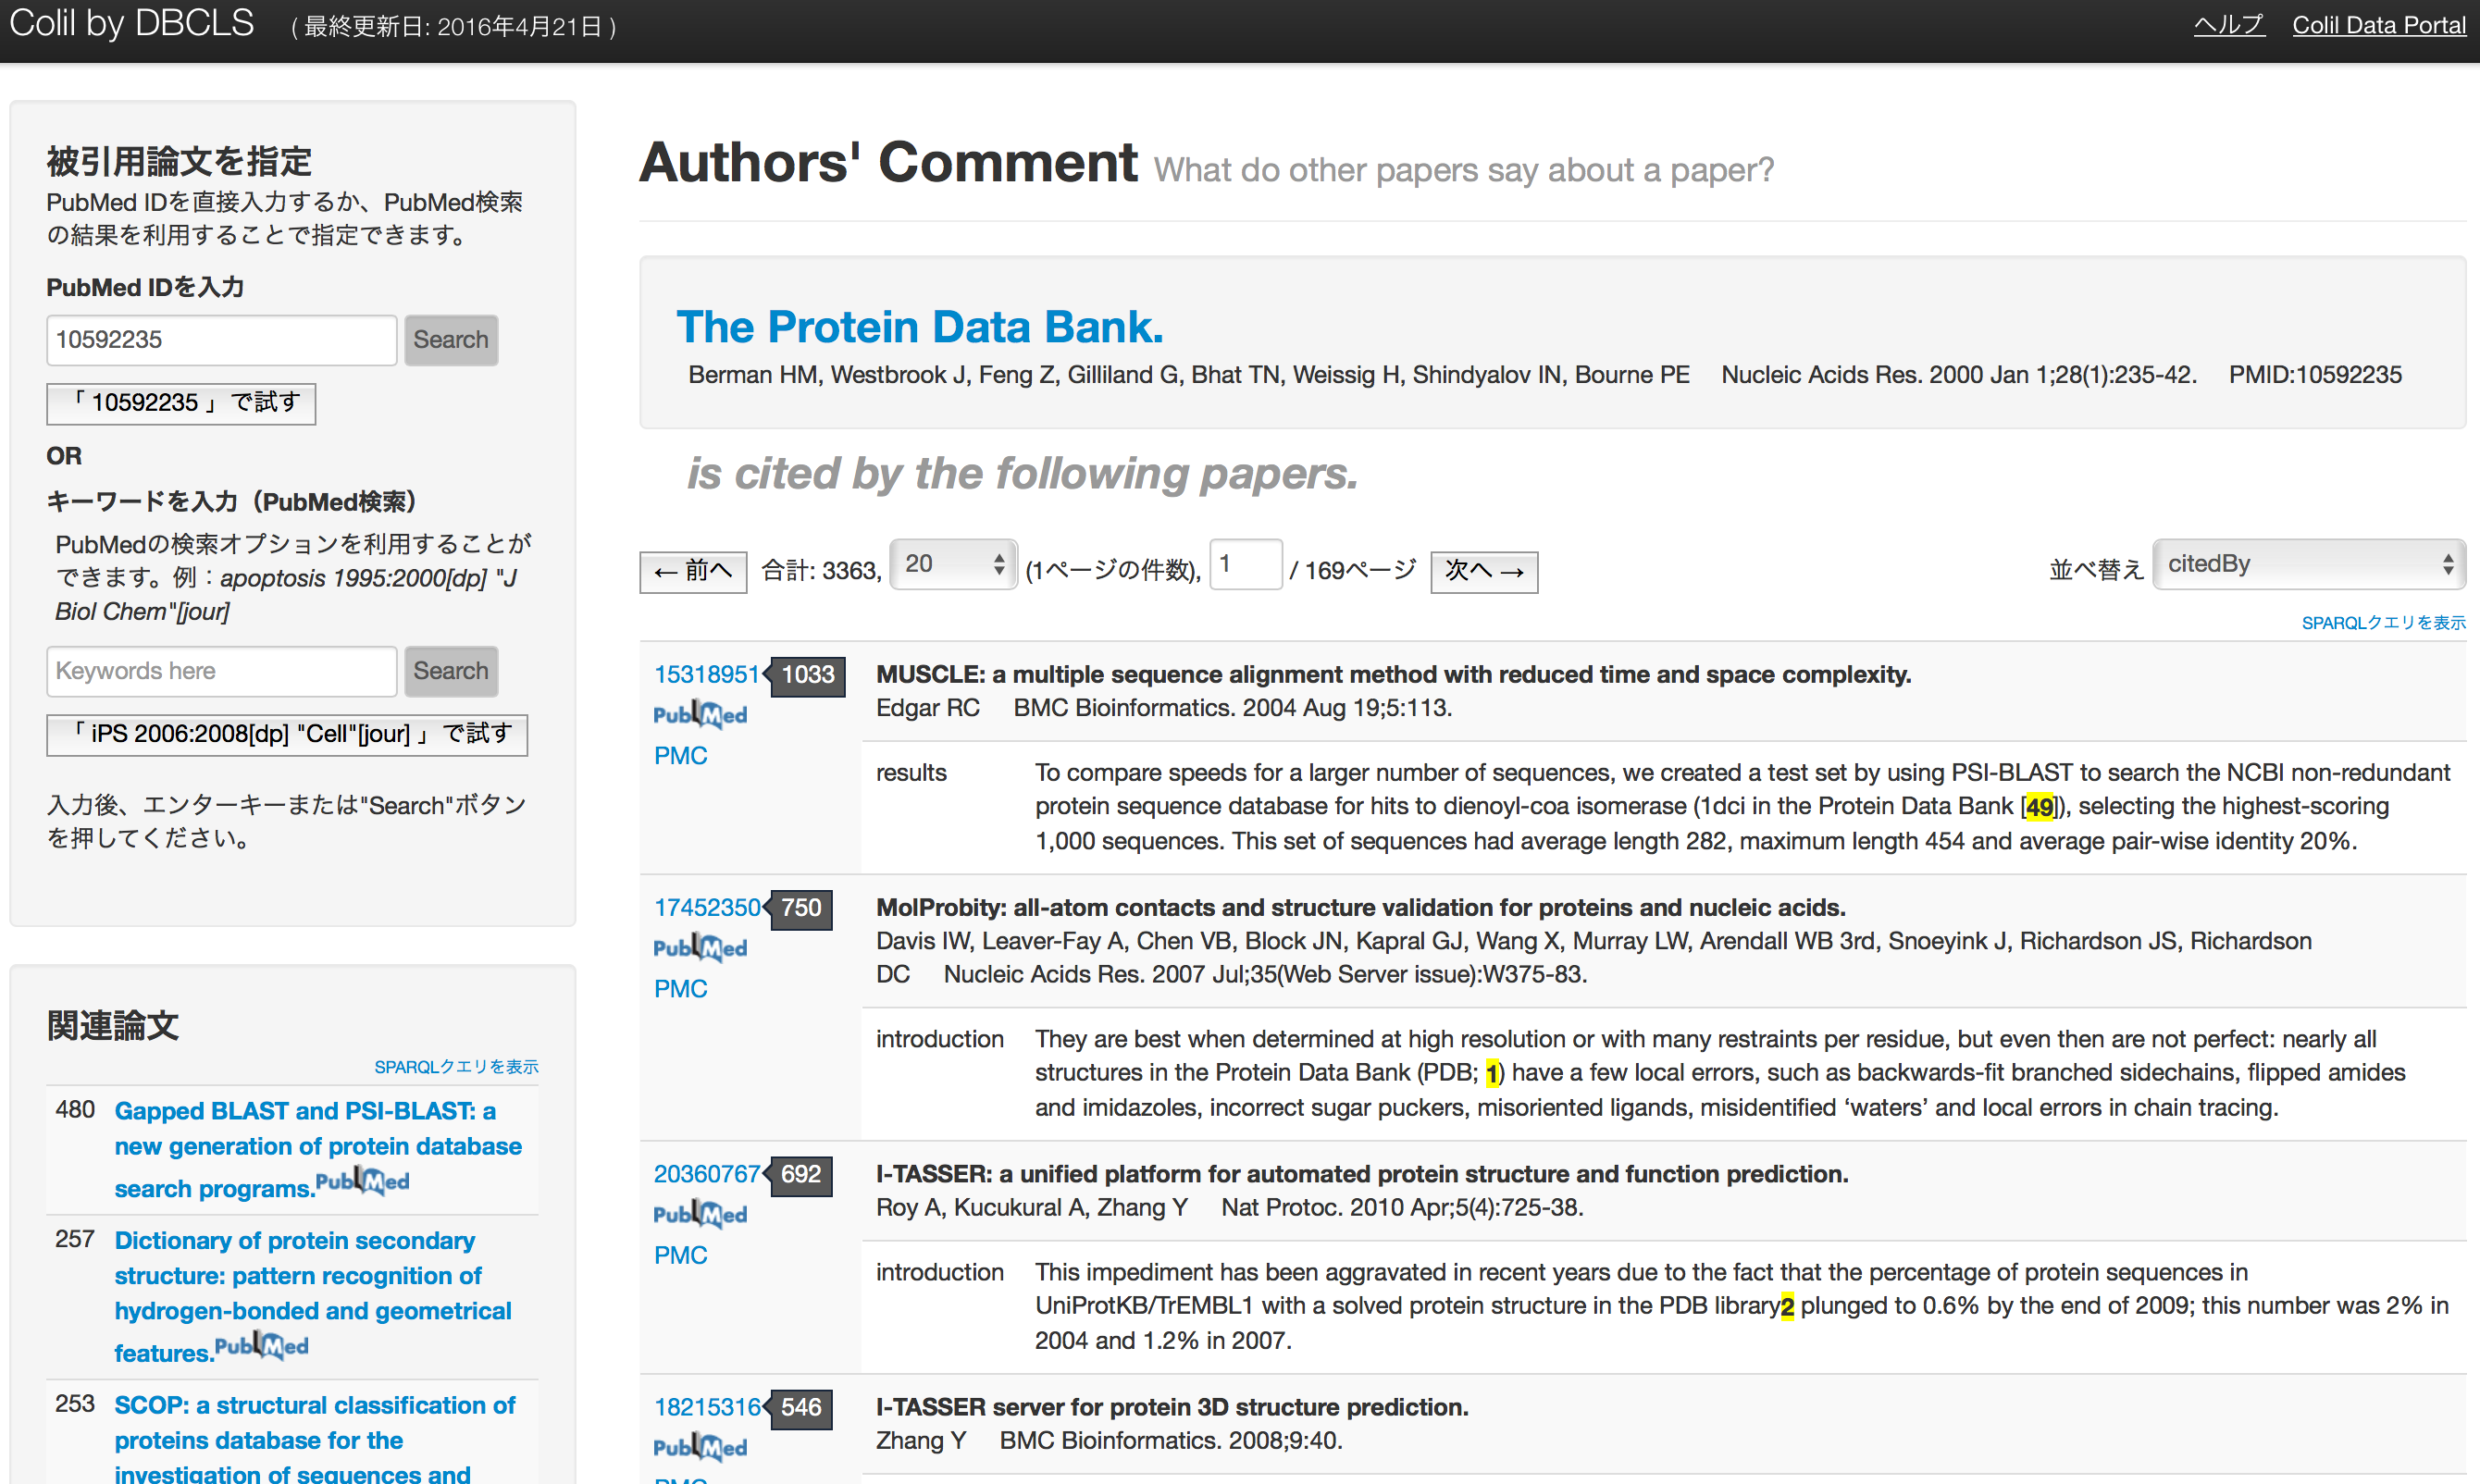 Colil by DBCLS ( 最終更新日: 2016年4月21日 )
ヘルプ Colil Data Portal
被引用論文を指定
PubMed IDを直接入力するか、PubMed検索
の結果を利用することで指定できます。
PubMed IDを入力
10592235 Search
「 10592235 」 で試す
OR
キーワードを入力（PubMed検索）
PubMedの検索オプションを利用することが
できます。例：apoptosis 1995:2000[dp] "J
Biol Chem"[jour]
Keywords here Search
「 iPS 2006:2008[dp] "Cell"[jour] 」 で試す
入力後、エンターキーまたは"Search"ボタン
を押してください。
関連論文
SPARQLクエリを表示
480 Gapped BLAST and PSI-BLAST: a
new generation of protein database
search programs. PubMed
257 Dictionary of protein secondary
structure: pattern recognition of
hydrogen-bonded and geometrical
features. PubMed
253 SCOP: a structural classification of
proteins database for the
investigation of sequences and
Authors' Comment What do other papers say about a paper?
The Protein Data Bank.
Berman HM, Westbrook J, Feng Z, Gilliland G, Bhat TN, Weissig H, Shindyalov IN, Bourne PE Nucleic Acids Res. 2000 Jan 1;28(1):235-42. PMID:10592235
is cited by the following papers.
← 前へ 合計: 3363, 20 (1ページの件数), 1 / 169ページ 次へ → 並べ替え citedBy
SPARQLクエリを表示
15318951 1033 MUSCLE: a multiple sequence alignment method with reduced time and space complexity.
PubMed Edgar RC BMC Bioinformatics. 2004 Aug 19;5:113.
PMC
results To compare speeds for a larger number of sequences, we created a test set by using PSI-BLAST to search the NCBI non-redundant
protein sequence database for hits to dienoyl-coa isomerase (1dci in the Protein Data Bank [49]), selecting the highest-scoring
1,000 sequences. This set of sequences had average length 282, maximum length 454 and average pair-wise identity 20%.
17452350 750 MolProbity: all-atom contacts and structure validation for proteins and nucleic acids.
PubMed Davis IW, Leaver-Fay A, Chen VB, Block JN, Kapral GJ, Wang X, Murray LW, Arendall WB 3rd, Snoeyink J, Richardson JS, Richardson
PMC DC Nucleic Acids Res. 2007 Jul;35(Web Server issue):W375-83.
introduction They are best when determined at high resolution or with many restraints per residue, but even then are not perfect: nearly all
structures in the Protein Data Bank (PDB; 1) have a few local errors, such as backwards-fit branched sidechains, flipped amides
and imidazoles, incorrect sugar puckers, misoriented ligands, misidentified ‘waters’ and local errors in chain tracing.
20360767 692 I-TASSER: a unified platform for automated protein structure and function prediction.
PubMed Roy A, Kucukural A, Zhang Y Nat Protoc. 2010 Apr;5(4):725-38.
PMC
introduction This impediment has been aggravated in recent years due to the fact that the percentage of protein sequences in
UniProtKB/TrEMBL1 with a solved protein structure in the PDB library2 plunged to 0.6% by the end of 2009; this number was 2% in
2004 and 1.2% in 2007.
18215316 546 I-TASSER server for protein 3D structure prediction.
PubMed Zhang Y BMC Bioinformatics. 2008;9:40.
PMC